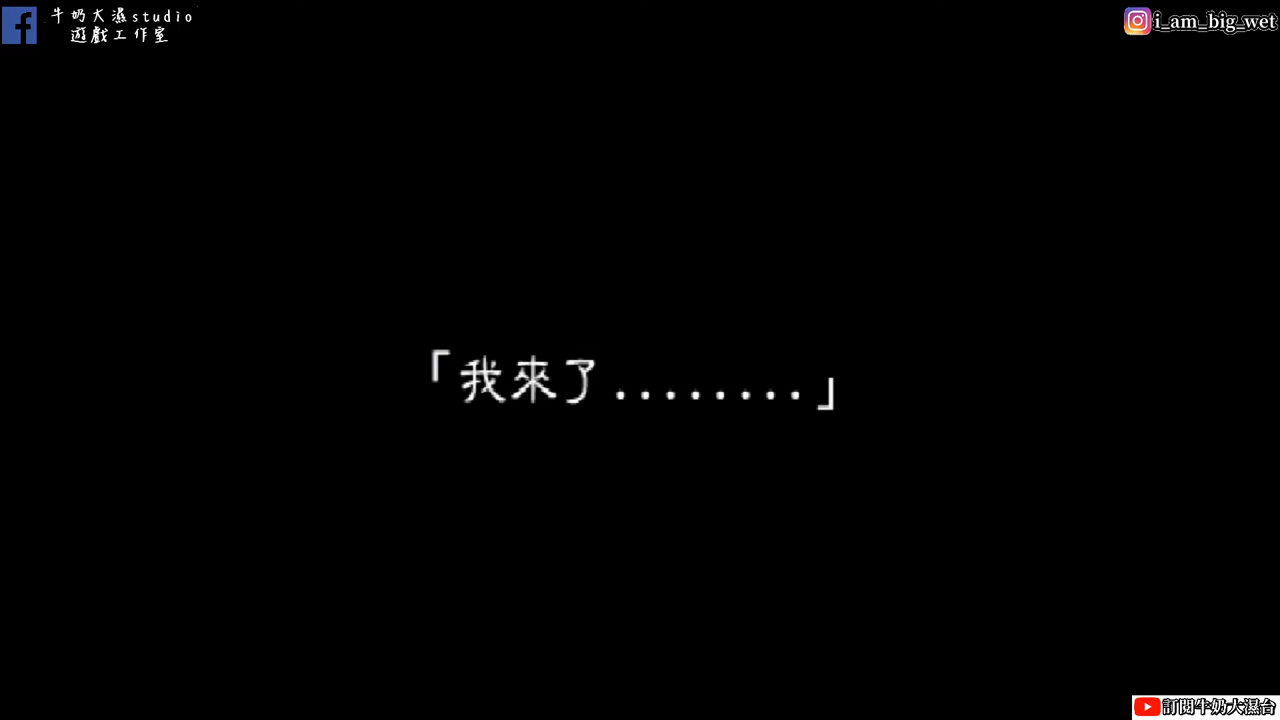 牛奶大濕studio
遊戲工作室
i_am_big_wet
「我來了........」
訂閱牛奶大濕台